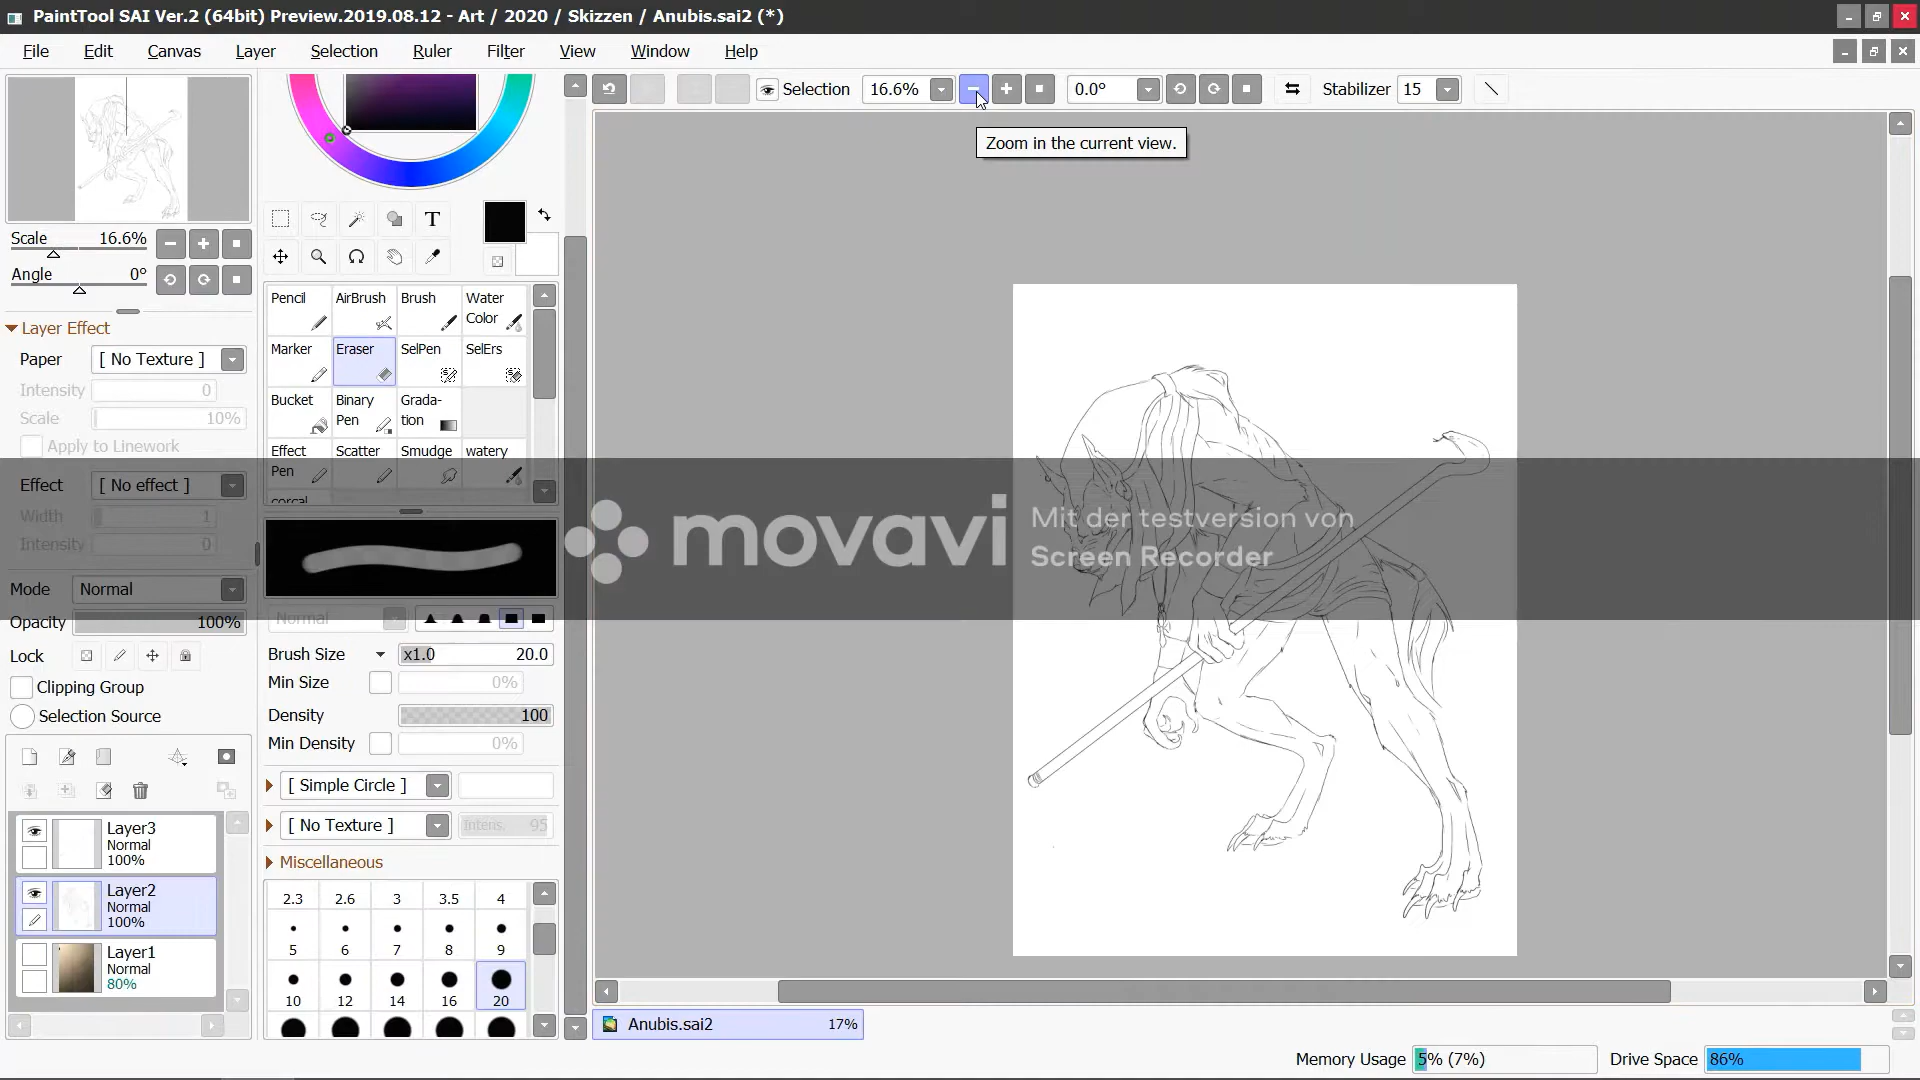 PaintTool SAI Ver.2 (64bit) Preview.2019.08.12 - Art / 2020 / Skizzen / Anubis.sai2 (*)
File Edit Canvas Layer Selection Ruler Filter View Window Help
Selection 16.6% 0.0° Stabilizer 15
Zoom in the current view.
Scale 16.6%
Angle 0°
Layer Effect
Paper [ No Texture ]
Intensity 0
Scale 10%
Apply to Linework
Effect [ No effect ]
Width 1
Intensity 0
Mode Normal
Opacity 100%
Lock
Clipping Group
Selection Source
Layer3
Normal
100%
Layer2
Normal
100%
Layer1
Normal
80%
T
Pencil AirBrush Brush Water Color
Marker Eraser SelPen SelErs
Bucket Binary Pen Grada-tion
Effect Pen Scatter Smudge watery
Normal
Brush Size x1.0 20.0
Min Size 0%
Density 100
Min Density 0%
[ Simple Circle ]
[ No Texture ] Intens. 95
Miscellaneous
2.3 2.6 3 3.5 4
5 6 7 8 9
10 12 14 16 20
movavi
Mit der testversion von
Screen Recorder
Anubis.sai2 17%
Memory Usage 5% (7%) Drive Space 86%